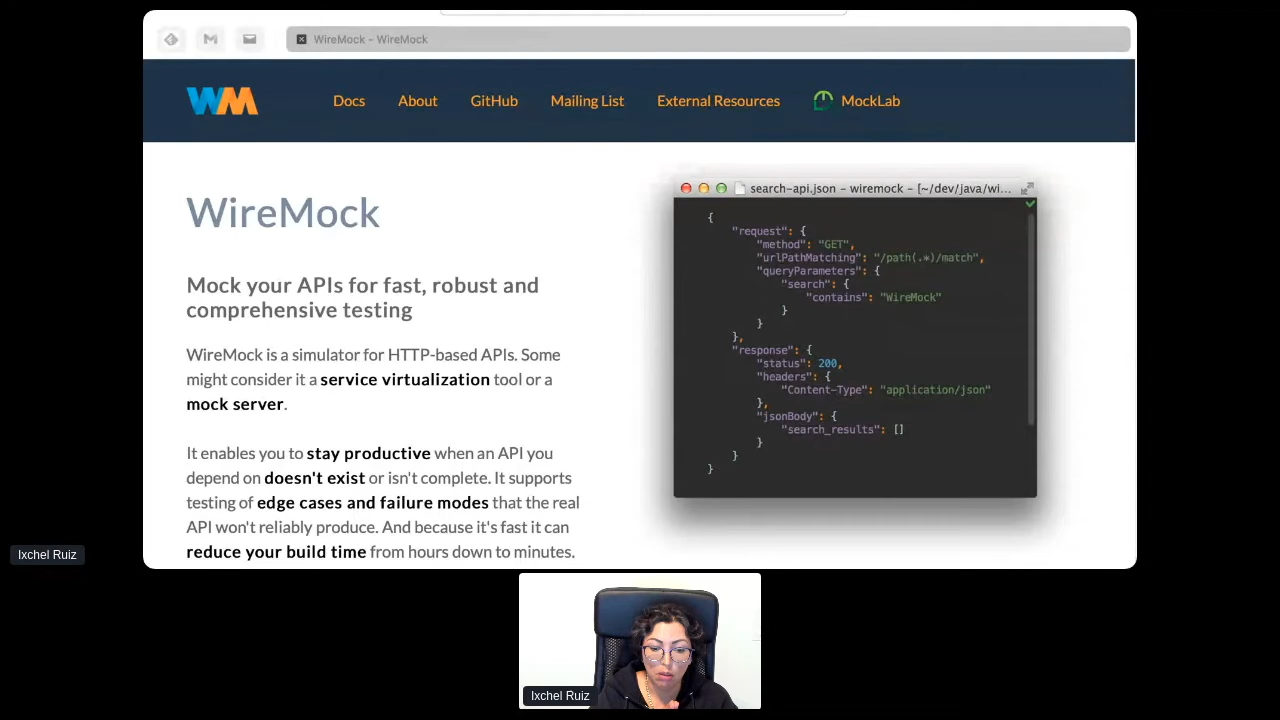 WireMock - WireMock
WM
Docs
About
GitHub
Mailing List
External Resources
MockLab
WireMock
Mock your APIs for fast, robust and
comprehensive testing
WireMock is a simulator for HTTP-based APIs. Some
might consider it a service virtualization tool or a
mock server.
It enables you to stay productive when an API you
depend on doesn't exist or isn't complete. It supports
testing of edge cases and failure modes that the real
API won't reliably produce. And because it's fast it can
reduce your build time from hours down to minutes.
search-api.json - wiremock - [~/dev/java/wi...
{
"request": {
"method": "GET",
"urlPathMatching": "/path(.*)/match",
"queryParameters": {
"search": {
"contains": "WireMock"
}
}
},
"response": {
"status": 200,
"headers": {
"Content-Type": "application/json"
},
"jsonBody": {
"search_results": []
}
}
}
Ixchel Ruiz
Ixchel Ruiz